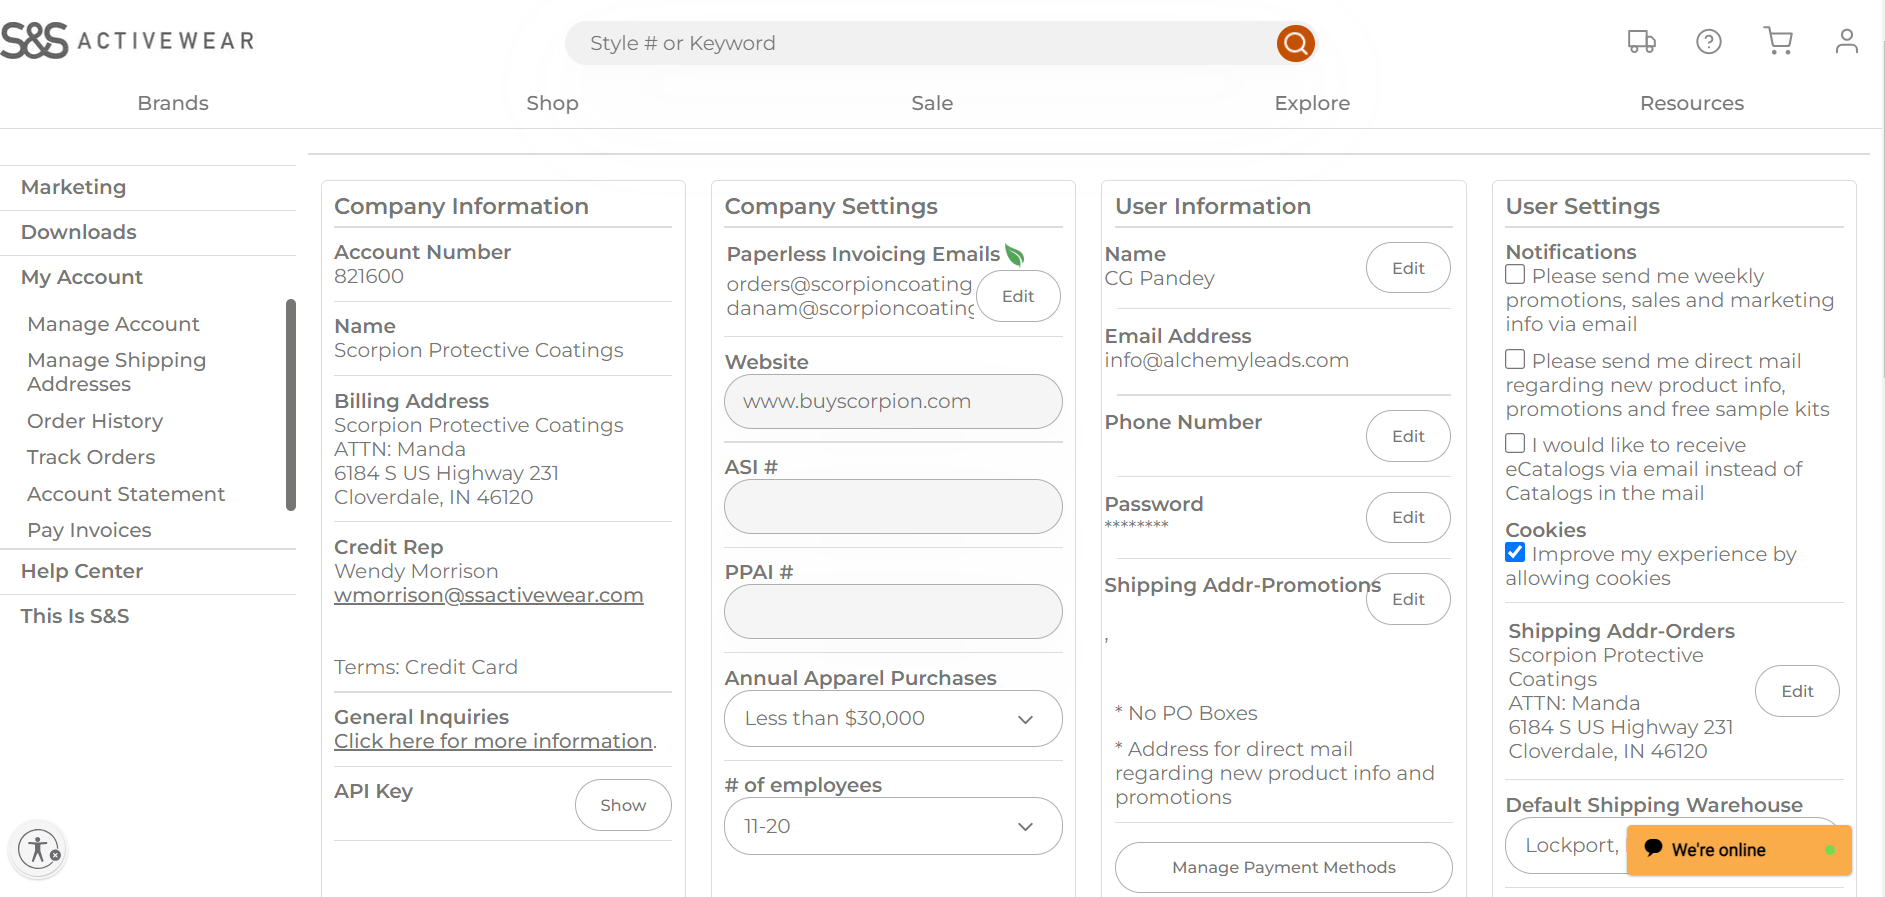 S&S ACTIVEWEAR
Style # or Keyword
Brands
Shop
Sale
Explore
Resources
Marketing
Downloads
My Account
Manage Account
Manage Shipping
Addresses
Order History
Track Orders
Account Statement
Pay Invoices
Help Center
This Is S&S
Company Information
Account Number
821600
Name
Scorpion Protective Coatings
Billing Address
Scorpion Protective Coatings
ATTN: Manda
6184 S US Highway 231
Cloverdale, IN 46120
Credit Rep
Wendy Morrison
wmorrison@ssactivewear.com
Terms: Credit Card
General Inquiries
Click here for more information.
API Key
Show
Company Settings
Paperless Invoicing Emails
orders@scorpioncoating
danam@scorpioncoating
Edit
Website
www.buyscorpion.com
ASI #
PPAI #
Annual Apparel Purchases
Less than $30,000
# of employees
11-20
User Information
Name
CG Pandey
Edit
Email Address
info@alchemyleads.com
Phone Number
Edit
Password
********
Edit
Shipping Addr-Promotions
Edit
,
* No PO Boxes
* Address for direct mail
regarding new product info and
promotions
Manage Payment Methods
User Settings
Notifications
Please send me weekly
promotions, sales and marketing
info via email
Please send me direct mail
regarding new product info,
promotions and free sample kits
I would like to receive
eCatalogs via email instead of
Catalogs in the mail
Cookies
Improve my experience by
allowing cookies
Shipping Addr-Orders
Scorpion Protective
Coatings
ATTN: Manda
6184 S US Highway 231
Cloverdale, IN 46120
Edit
Default Shipping Warehouse
Lockport,
We're online